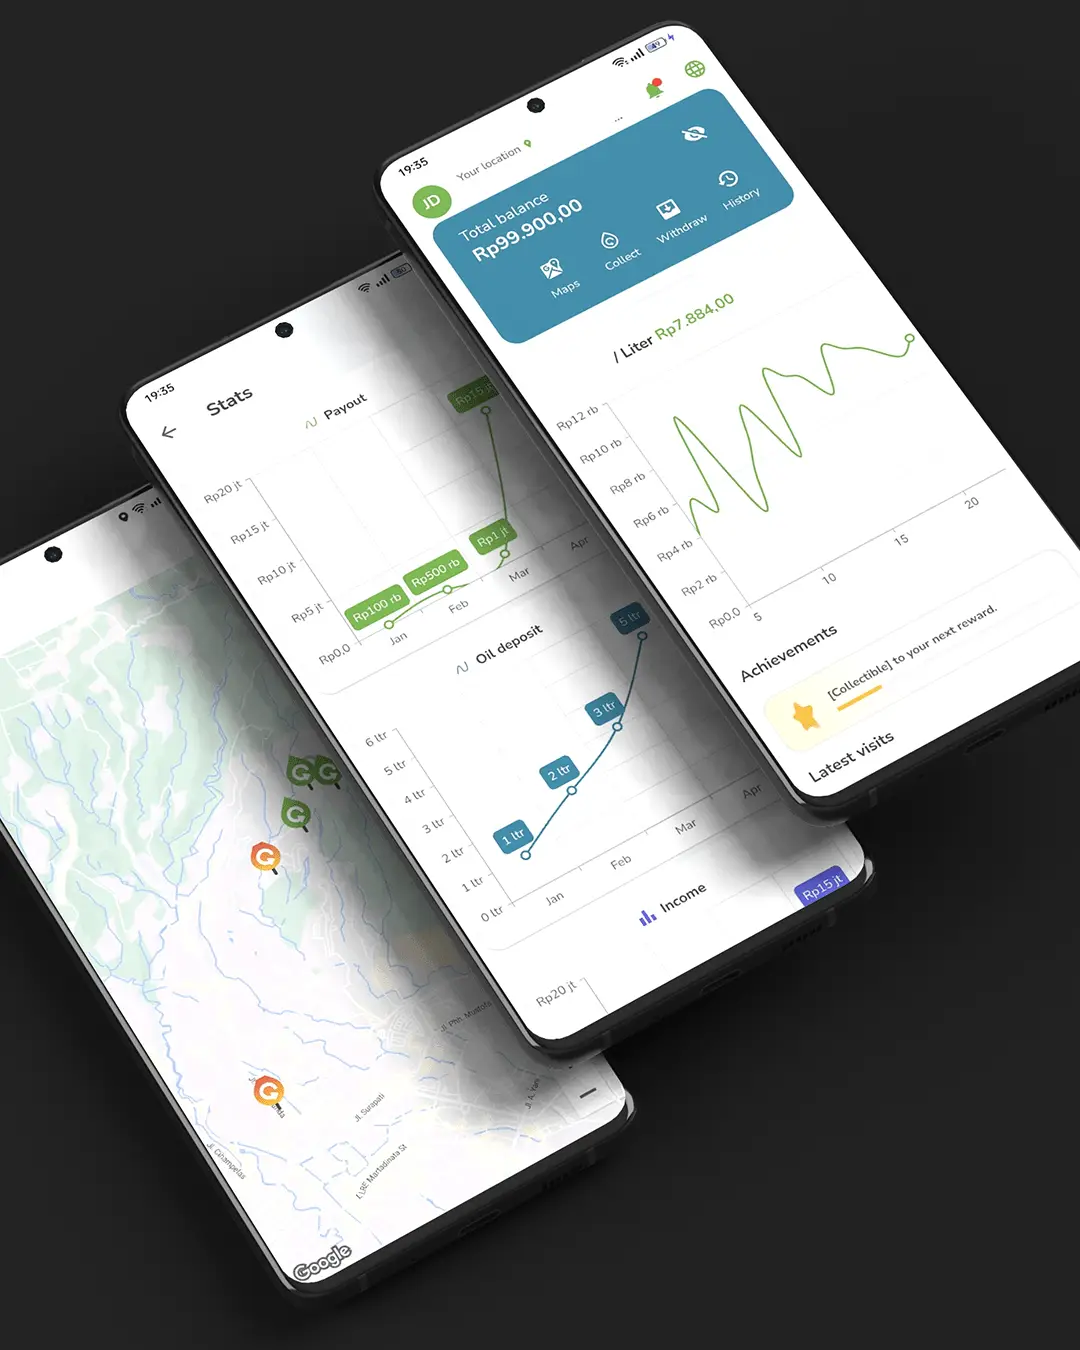 19:35
Your location
...
JD
Total balance
Rp99.900,00
Maps
Collect
Withdraw
History
/ Liter Rp7.884,00
Rp12 rb
Rp10 rb
Rp8 rb
Rp6 rb
Rp4 rb
Rp2 rb
Rp0.0
5
10
15
20
Achievements
[Collectible] to your next reward.
Latest visits
19:35
Stats
Payout
Rp20 jt
Rp15 jt
Rp10 jt
Rp5 jt
Rp0.0
Rp100 rb
Rp500 rb
Rp1 jt
Rp15 jt
Jan
Feb
Mar
Apr
Oil deposit
6 ltr
5 ltr
4 ltr
3 ltr
2 ltr
1 ltr
0 ltr
1 ltr
2 ltr
3 ltr
5 ltr
Jan
Feb
Mar
Apr
Income
Rp15 jt
Rp20 jt
Jl. Phh. Mustofa
Jl. Surapati
Jl. A. Yani
Jl. Cihampelas
LLRE Martadinata St
Google